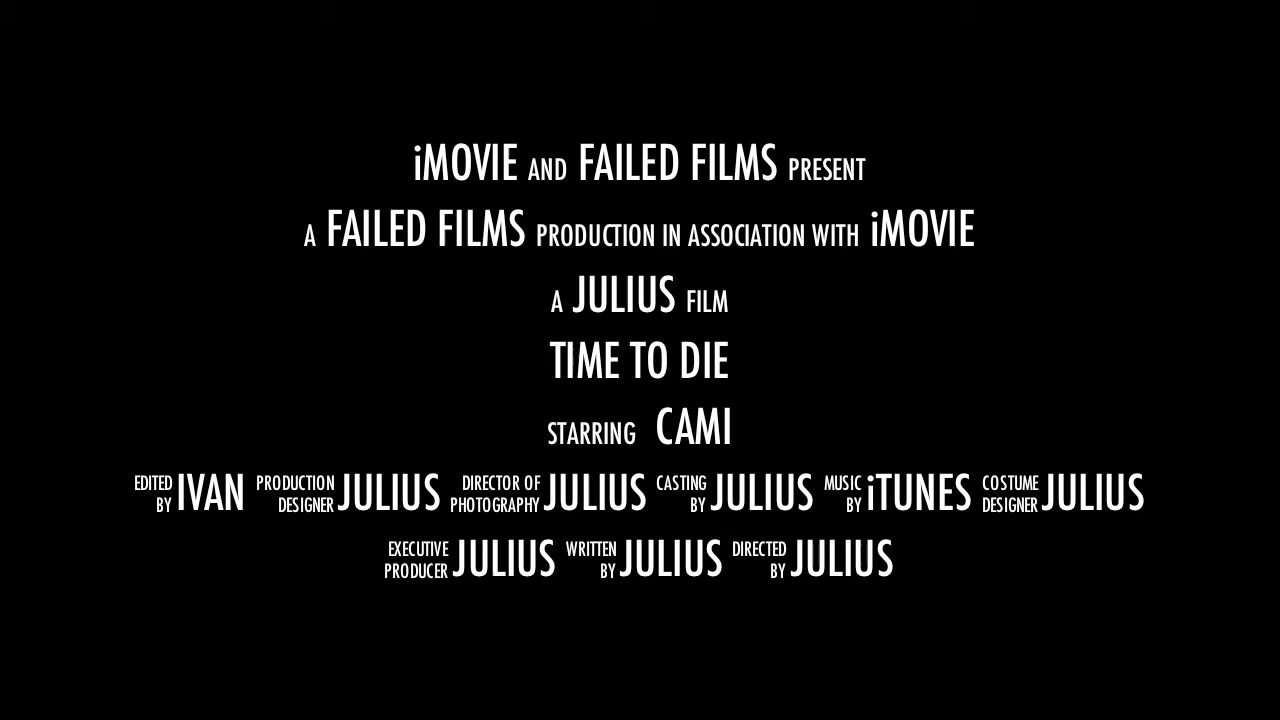 iMOVIE AND FAILED FILMS PRESENT
A FAILED FILMS PRODUCTION IN ASSOCIATION WITH iMOVIE
A JULIUS FILM
TIME TO DIE
STARRING CAMI
EDITED BY IVAN PRODUCTION DESIGNER JULIUS DIRECTOR OF PHOTOGRAPHY JULIUS CASTING BY JULIUS MUSIC BY iTUNES COSTUME DESIGNER JULIUS
EXECUTIVE PRODUCER JULIUS WRITTEN BY JULIUS DIRECTED BY JULIUS